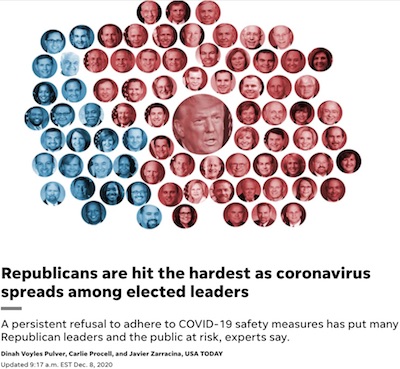 Republicans are hit the hardest as coronavirus
spreads among elected leaders
A persistent refusal to adhere to COVID-19 safety measures has put many
Republican leaders and the public at risk, experts say.
Dinah Voyles Pulver, Carlie Procell, and Javier Zarracina, USA TODAY
Updated 9:17 a.m. EST Dec. 8, 2020